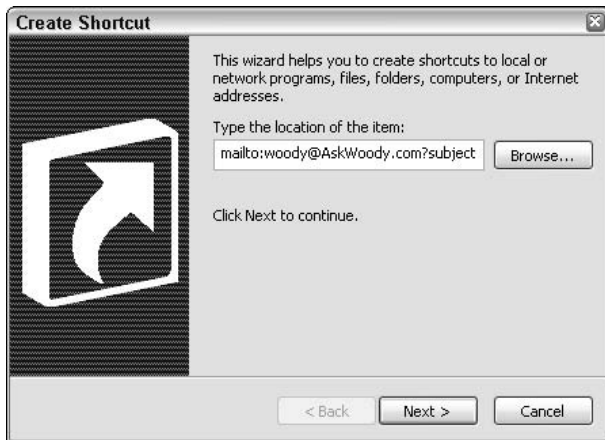 Create Shortcut
This wizard helps you to create shortcuts to local or
network programs, files, folders, computers, or Internet
addresses.
Type the location of the item:
mailto:woody@AskWoody.com?subject
Browse...
Click Next to continue.
< Back
Next >
Cancel